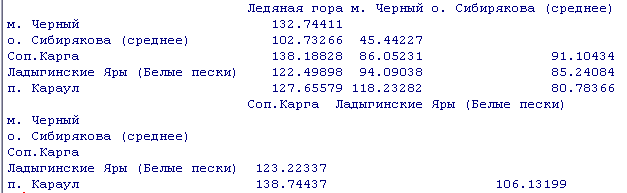 Ледяная гора м. Черный о. Сибирякова (среднее)
м. Черный 132.74411
о. Сибирякова (среднее) 102.73266 45.44227
Соп.Карга 138.18828 86.05231 91.10434
Ладыгинские Яры (Белые пески) 122.49898 94.09038 85.24084
п. Караул 127.65579 118.23282 80.78366
Соп.Карга Ладыгинские Яры (Белые пески)
м. Черный
о. Сибирякова (среднее)
Соп.Карга
Ладыгинские Яры (Белые пески) 123.22337
п. Караул 138.74437 106.13199